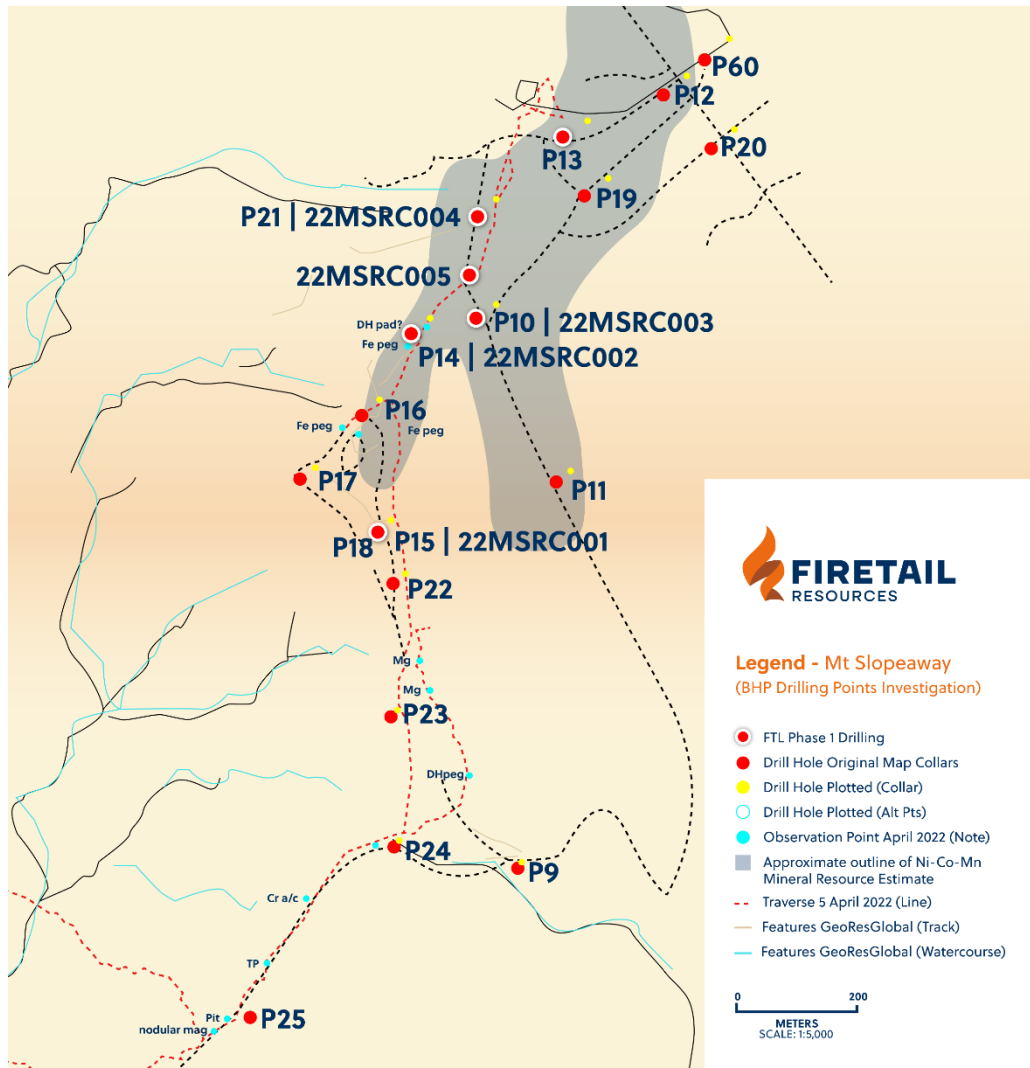 P60
P12
P20
P13
P19
P21 | 22MSRC004
22MSRC005
P10 | 22MSRC003
DH pad?
Fe peg
P14 | 22MSRC002
P16
Fe peg
Fe peg
P17
P11
P18
P15 | 22MSRC001
P22
Mg
Mg
P23
DHpeg
P24
P9
Cr a/c
TP
Pit
P25
nodular mag
FIRETAIL
RESOURCES
Legend - Mt Slopeaway
(BHP Drilling Points Investigation)
FTL Phase 1 Drilling
Drill Hole Original Map Collars
Drill Hole Plotted (Collar)
Drill Hole Plotted (Alt Pts)
Observation Point April 2022 (Note)
Approximate outline of Ni-Co-Mn
Mineral Resource Estimate
Traverse 5 April 2022 (Line)
Features GeoResGlobal (Track)
Features GeoResGlobal (Watercourse)
0 200
METERS
SCALE: 1:5,000